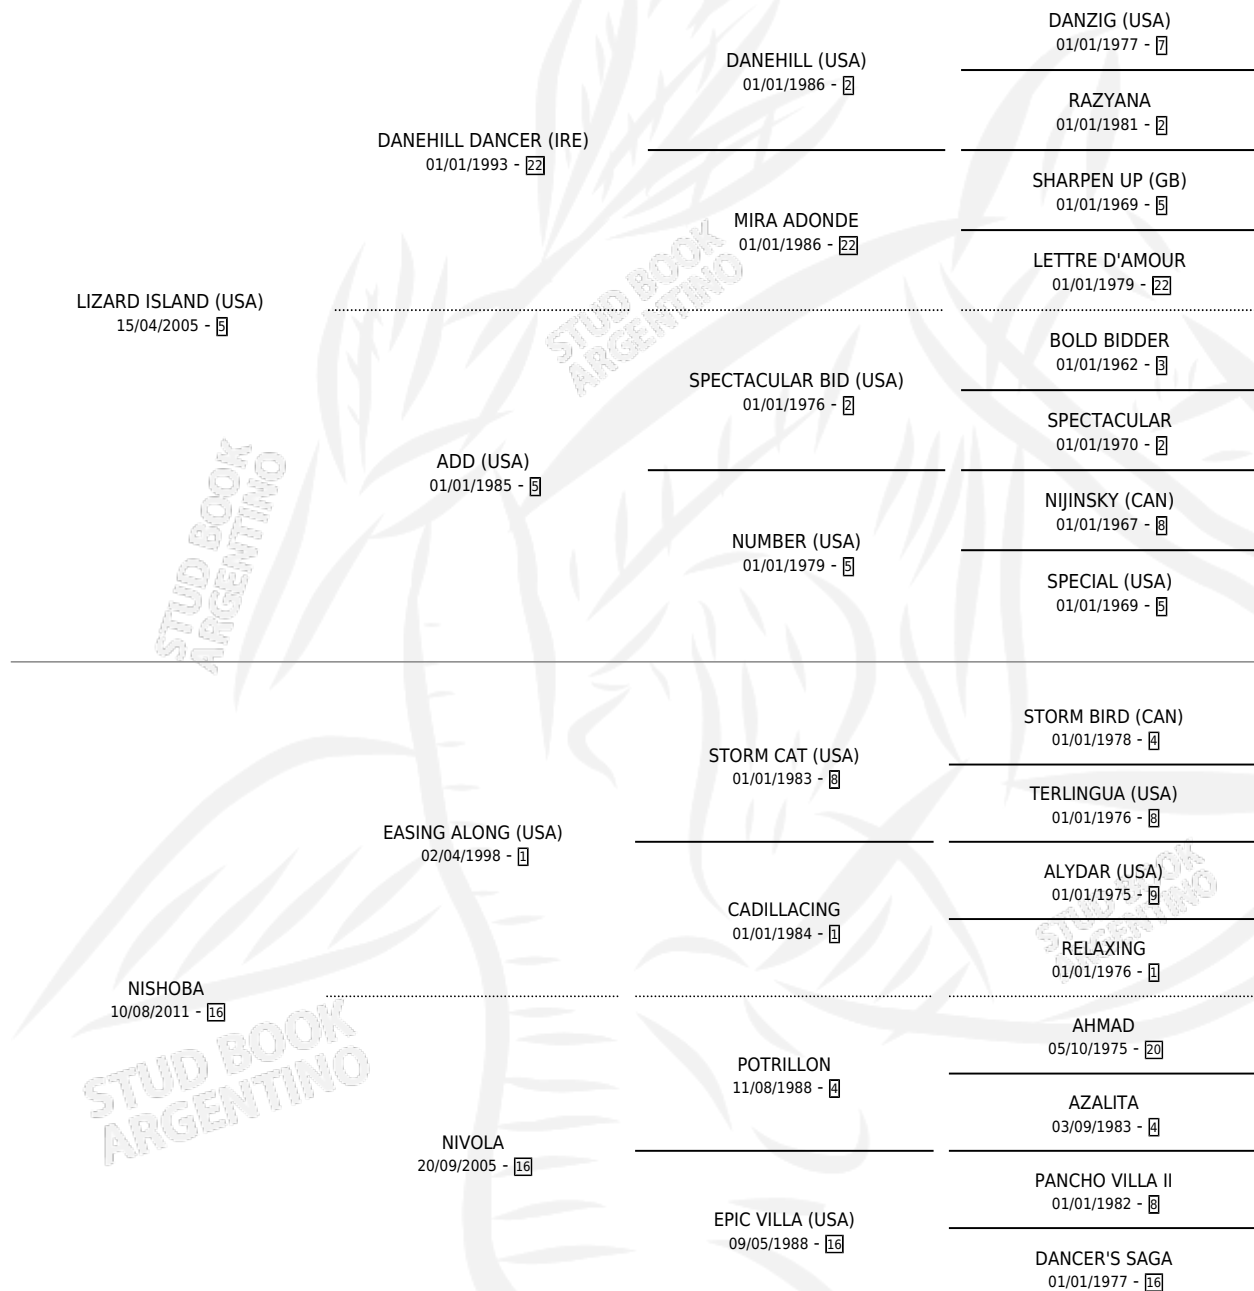 DANZIG (USA)
01/01/1977 - 7
DANEHILL (USA)
01/01/1986 - 2
RAZYANA
01/01/1981 - 2
DANEHILL DANCER (IRE)
01/01/1993 - 22
SHARPEN UP (GB)
01/01/1969 - 5
MIRA ADONDE
01/01/1986 - 22
LETTRE D'AMOUR
01/01/1979 - 22
LIZARD ISLAND (USA)
15/04/2005 - 5
STUD BOOK
ARGENTINO
BOLD BIDDER
01/01/1962 - 3
SPECTACULAR BID (USA)
01/01/1976 - 2
SPECTACULAR
01/01/1970 - 2
ADD (USA)
01/01/1985 - 5
NIJINSKY (CAN)
01/01/1967 - 8
NUMBER (USA)
01/01/1979 - 5
SPECIAL (USA)
01/01/1969 - 5
STUD BOOK
ARGENTINO
STORM BIRD (CAN)
01/01/1978 - 4
STORM CAT (USA)
01/01/1983 - 8
TERLINGUA (USA)
01/01/1976 - 8
EASING ALONG (USA)
02/04/1998 - 1
ALYDAR (USA)
01/01/1975 - 9
CADILLACING
01/01/1984 - 1
STUD BOOK
ARGENTINO
RELAXING
01/01/1976 - 1
NISHOBA
10/08/2011 - 16
AHMAD
05/10/1975 - 20
POTRILLON
11/08/1988 - 4
STUD BOOK
ARGENTINO
AZALITA
03/09/1983 - 4
NIVOLA
20/09/2005 - 16
PANCHO VILLA II
01/01/1982 - 8
EPIC VILLA (USA)
09/05/1988 - 16
DANCER'S SAGA
01/01/1977 - 16